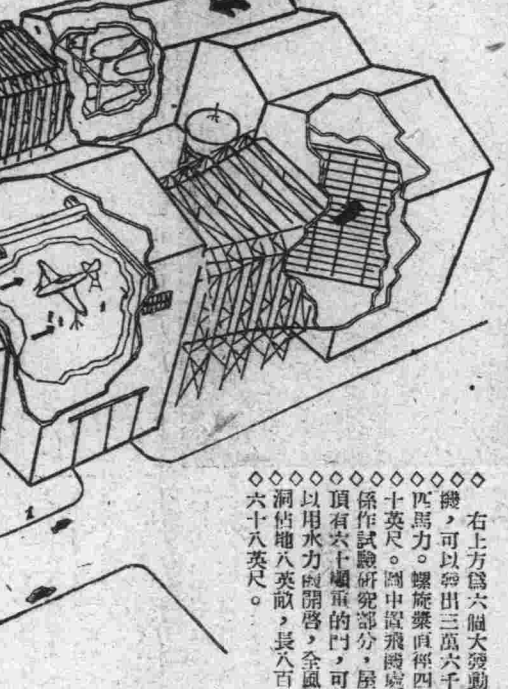 右上方為六個大發動
機,可以發出三萬六千
匹馬力。螺旋槳直徑四
十英尺。圖中置飛機處
係作試驗研究部分,屋
頂有六十噸重的門,可
以用水力 開啓,全風
洞佔地八英畝,長八百
六十八英尺。
1